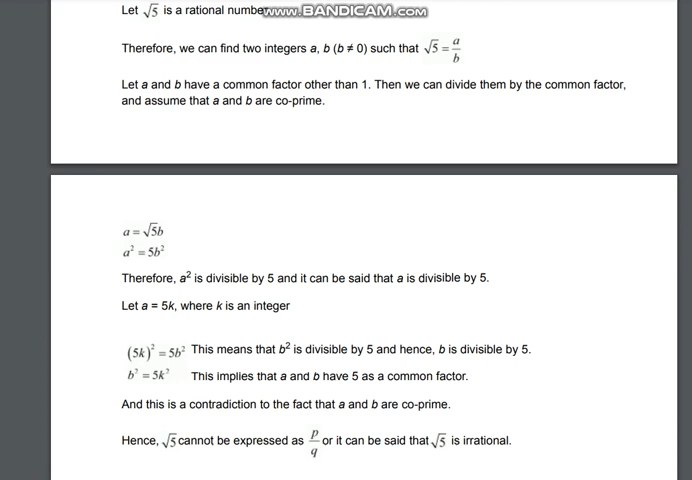 Let √5 is a rational number
www.BANDICAM.com
Therefore, we can find two integers a, b (b ≠ 0) such that √5 = a/b
Let a and b have a common factor other than 1. Then we can divide them by the common factor,
and assume that a and b are co-prime.
a = √5b
a² = 5b²
Therefore, a² is divisible by 5 and it can be said that a is divisible by 5.
Let a = 5k, where k is an integer
(5k)² = 5b² This means that b² is divisible by 5 and hence, b is divisible by 5.
b² = 5k² This implies that a and b have 5 as a common factor.
And this is a contradiction to the fact that a and b are co-prime.
Hence, √5 cannot be expressed as p/q or it can be said that √5 is irrational.